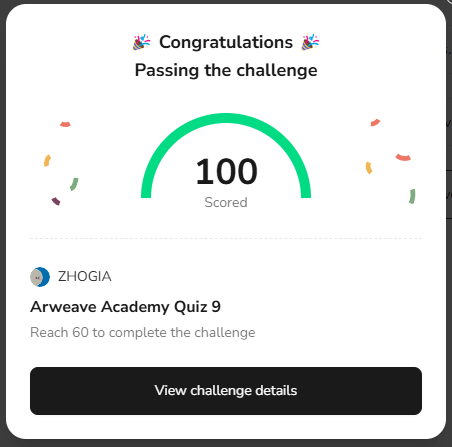 Congratulations
Passing the challenge
100
Scored
ZHOGIA
Arweave Academy Quiz 9
Reach 60 to complete the challenge
View challenge details